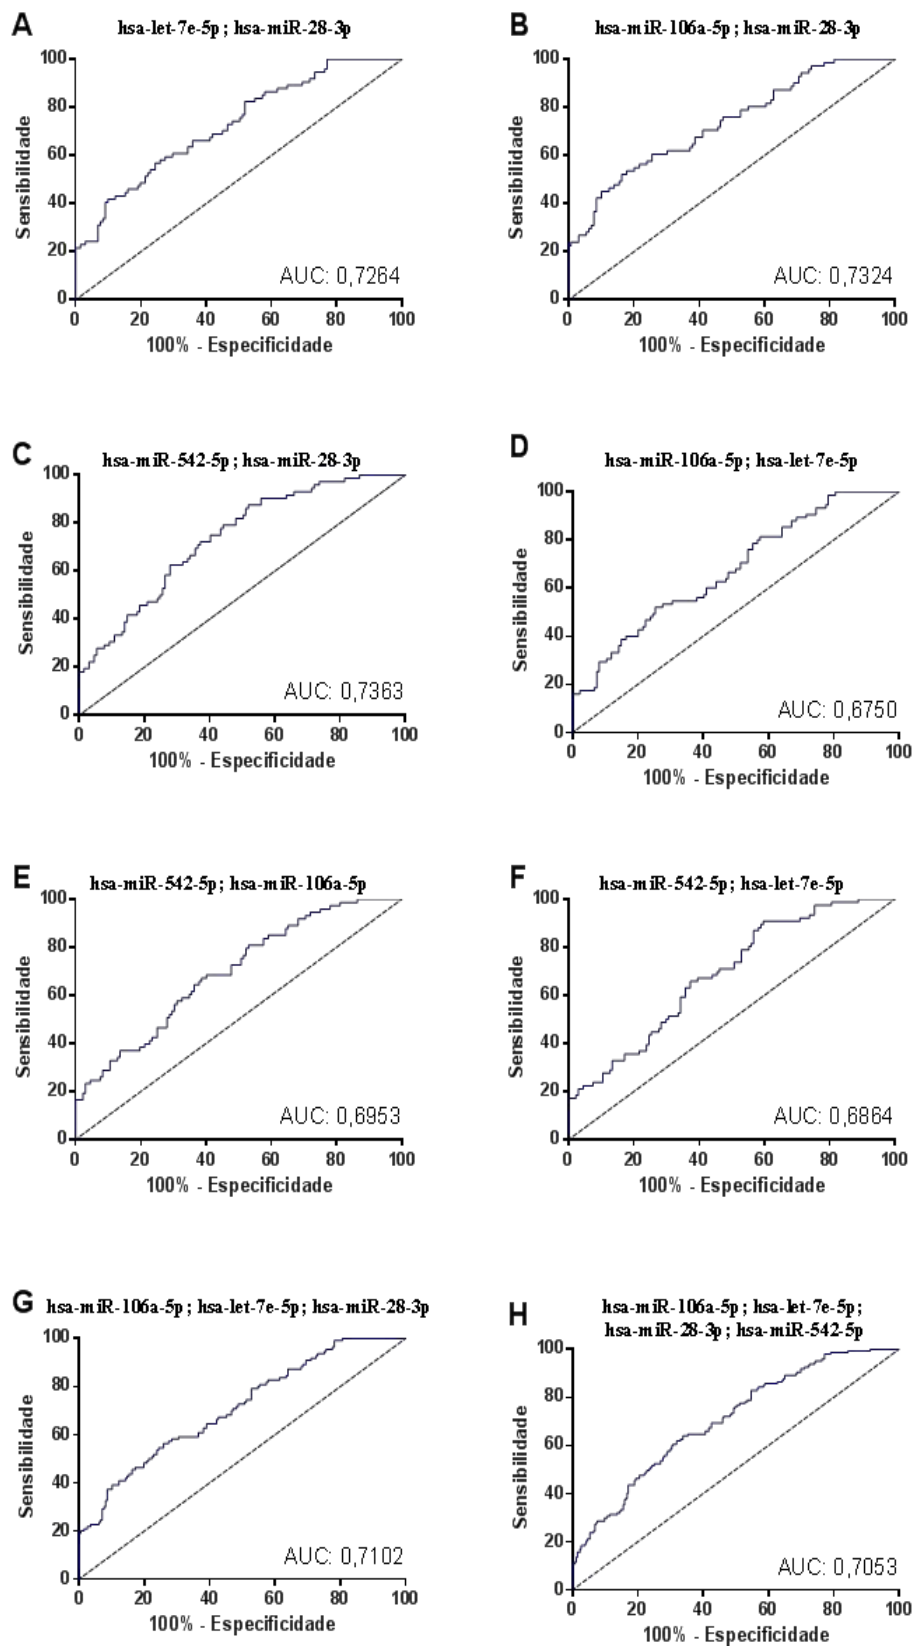 A
hsa-let-7e-5p ; hsa-miR-28-3p
100
80
60
40
20
0
Sensibilidade
AUC: 0,7264
0 20 40 60 80 100
100% - Especificidade
B
hsa-miR-106a-5p ; hsa-miR-28-3p
100
80
60
40
20
0
Sensibilidade
AUC: 0,7324
0 20 40 60 80 100
100% - Especificidade
C
hsa-miR-542-5p ; hsa-miR-28-3p
100
80
60
40
20
0
Sensibilidade
AUC: 0,7363
0 20 40 60 80 100
100% - Especificidade
D
hsa-miR-106a-5p; hsa-let-7e-5p
100
80
60
40
20
0
Sensibilidade
AUC: 0,6750
0 20 40 60 80 100
100% - Especificidade
E
hsa-miR-542-5p; hsa-miR-106a-5p
100
80
60
40
20
0
Sensibilidade
AUC: 0,6953
0 20 40 60 80 100
100% - Especificidade
F
hsa-miR-542-5p; hsa-let-7e-5p
100
80
60
40
20
0
Sensibilidade
AUC: 0,6864
0 20 40 60 80 100
100% - Especificidade
G
hsa-miR-106a-5p ; hsa-let-7e-5p ; hsa-miR-28-3p
100
80
60
40
20
0
Sensibilidade
AUC: 0,7102
0 20 40 60 80 100
100% - Especificidade
H
hsa-miR-106a-5p ; hsa-let-7e-5p ;
hsa-miR-28-3p ; hsa-miR-542-5p
100
80
60
40
20
0
Sensibilidade
AUC: 0,7053
0 20 40 60 80 100
100% - Especificidade